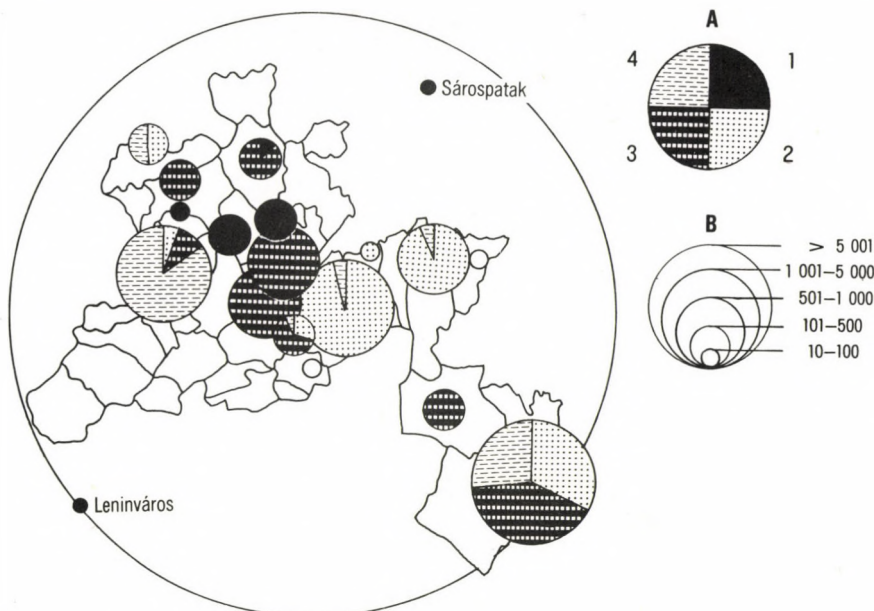 A
4 1
3 2
Sárospatak
B
> 5 001
1 001–5 000
501–1 000
101–500
10–100
Leninváros